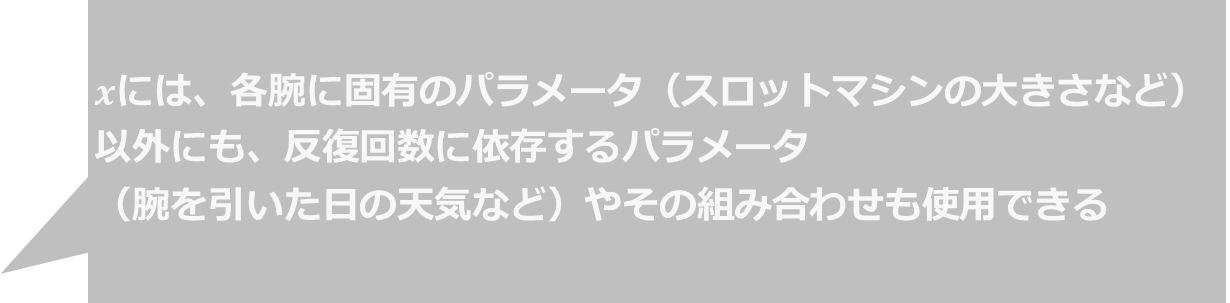 xには、各腕に固有のパラメータ（スロットマシンの大きさなど）
以外にも、反復回数に依存するパラメータ
（腕を引いた日の天気など）やその組み合わせも使用できる